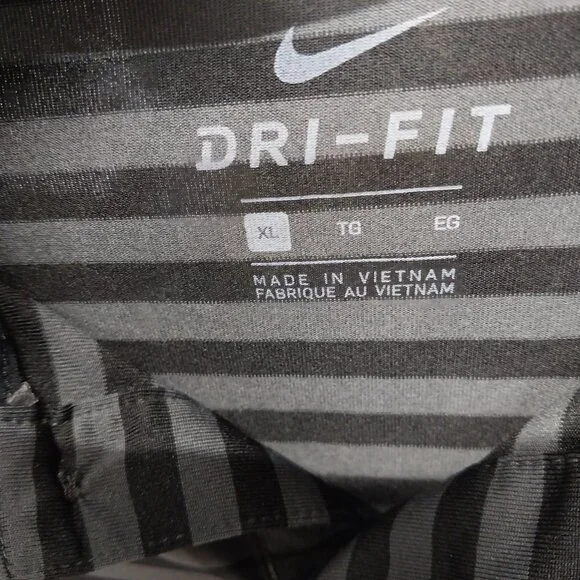 DRI-FIT
XL TG EG
MADE IN VIETNAM
FABRIQUE AU VIETNAM